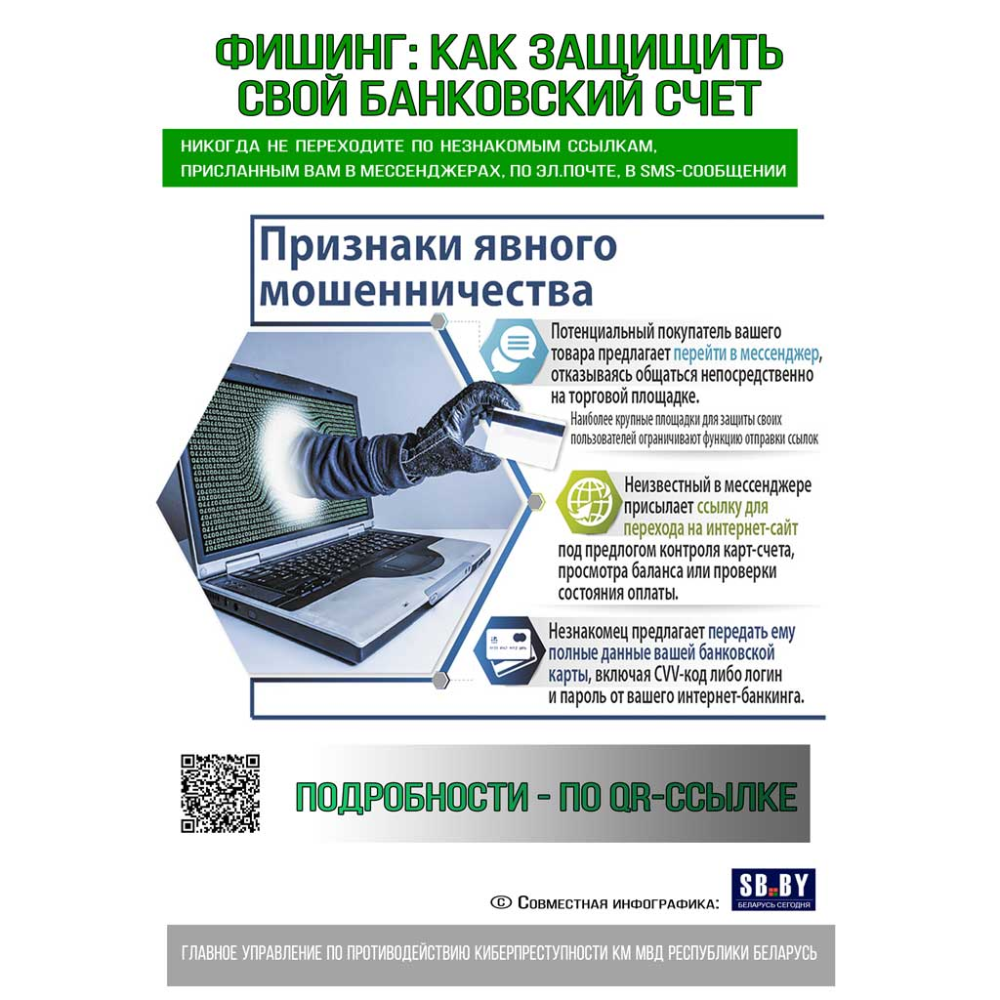 ФИШИНГ: КАК ЗАЩИТИТЬ
СВОЙ БАНКОВСКИЙ СЧЕТ
НИКОГДА НЕ ПЕРЕХОДИТЕ ПО НЕЗНАКОМЫМ ССЫЛКАМ,
ПРИСЛАННЫМ ВАМ В МЕССЕНДЖЕРАХ, ПО ЭЛ.ПОЧТЕ, В SMS-СООБЩЕНИИ
Признаки явного
мошенничества
Потенциальный покупатель вашего
товара предлагает перейти в мессенджер,
отказываясь общаться непосредственно
на торговой площадке.
Наиболее крупные площадки для защиты своих
пользователей ограничивают функцию отправки ссылок
Неизвестный в мессенджере
присылает ссылку для
перехода на интернет-сайт
под предлогом контроля карт-счета,
просмотра баланса или проверки
состояния оплаты.
Незнакомец предлагает передать ему
полные данные вашей банковской
карты, включая CVV-код либо логин
и пароль от вашего интернет-банкинга.
ПОДРОБНОСТИ - ПО QR-ССЫЛКЕ
© Совместная инфографика:
SB.BY
БЕЛАРУСЬ СЕГОДНЯ
ГЛАВНОЕ УПРАВЛЕНИЕ ПО ПРОТИВОДЕЙСТВИЮ КИБЕРПРЕСТУПНОСТИ КМ МВД РЕСПУБЛИКИ БЕЛАРУСЬ